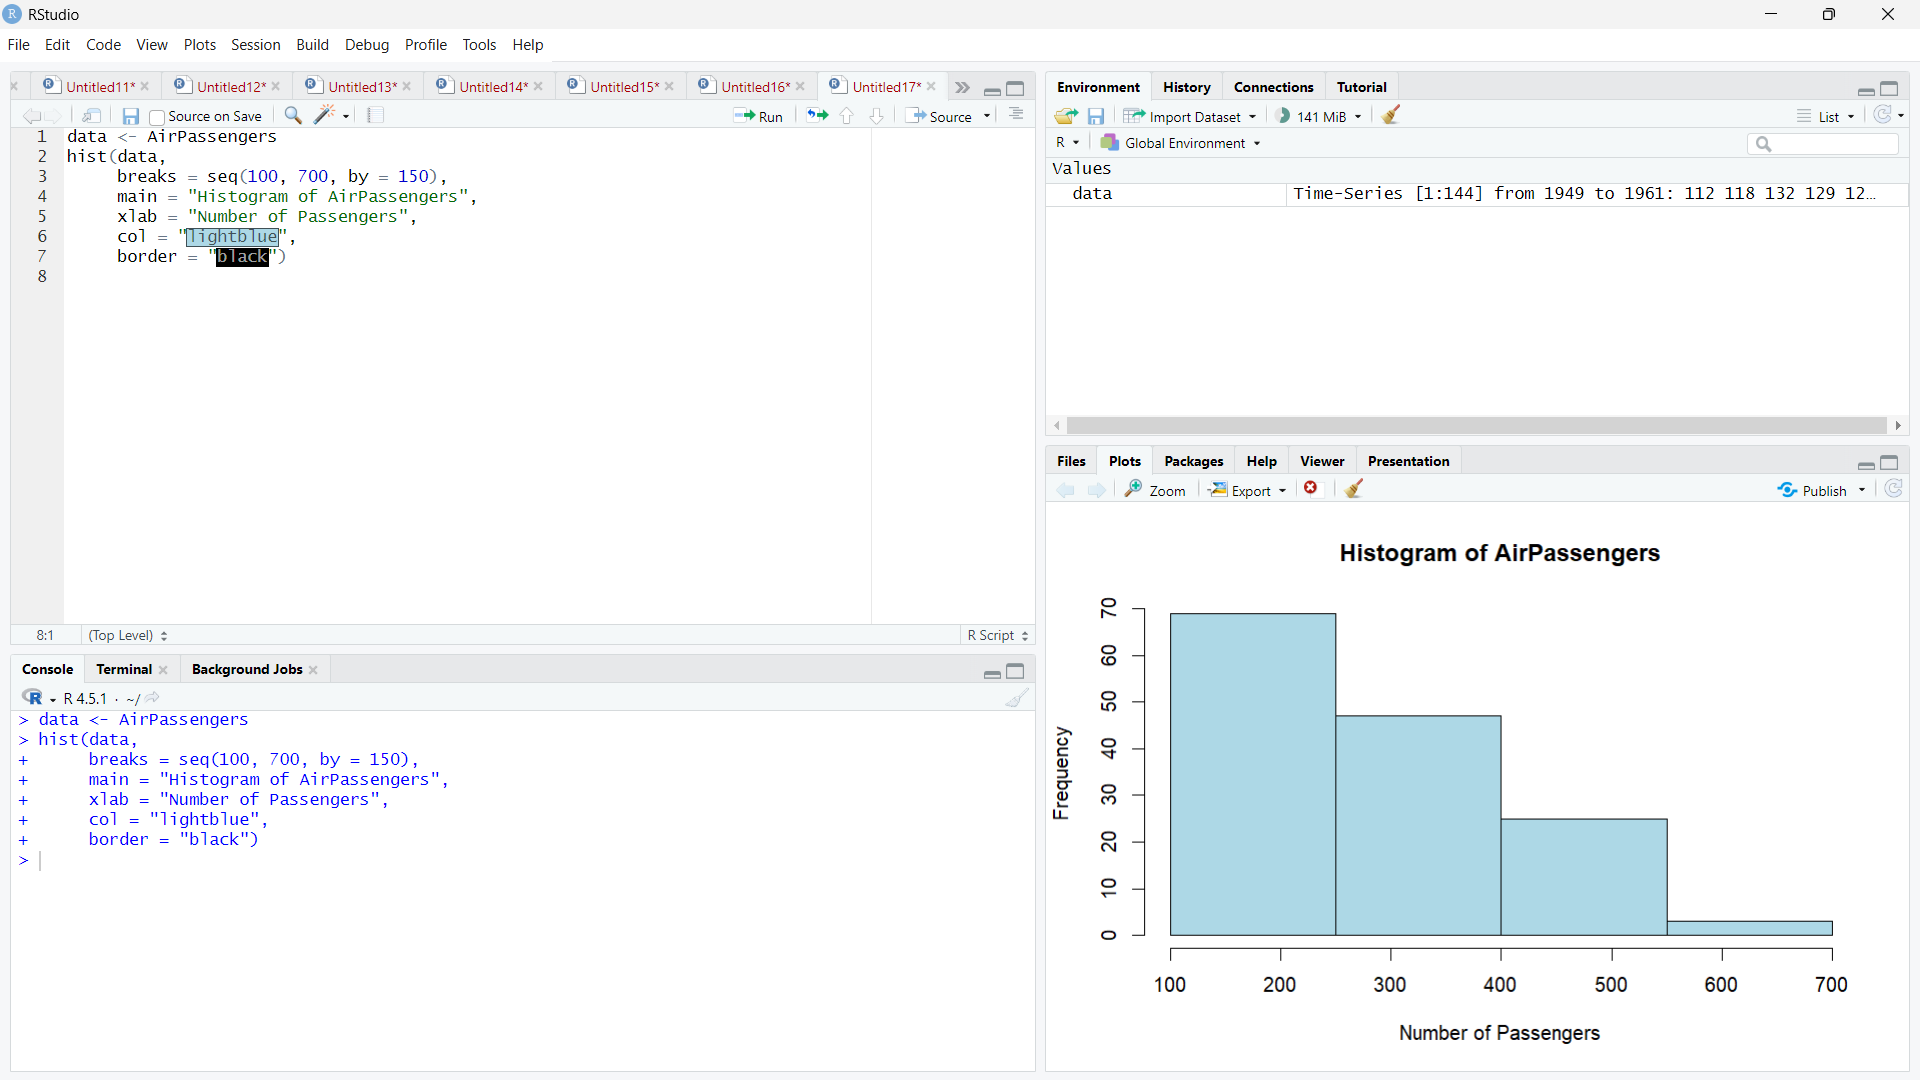 RStudio
File Edit Code View Plots Session Build Debug Profile Tools Help
Untitled11* Untitled12* Untitled13* Untitled14* Untitled15* Untitled16* Untitled17*
Source on Save Run Source
1 data <- AirPassengers
2 hist(data,
3 breaks = seq(100, 700, by = 150),
4 main = "Histogram of AirPassengers",
5 xlab = "Number of Passengers",
6 col = "lightblue",
7 border = "black")
8
8:1 (Top Level) R Script
Console Terminal Background Jobs
R 4.5.1 · ~/
> data <- AirPassengers
> hist(data,
+ breaks = seq(100, 700, by = 150),
+ main = "Histogram of AirPassengers",
+ xlab = "Number of Passengers",
+ col = "lightblue",
+ border = "black")
>
Environment History Connections Tutorial
Import Dataset 141 MiB List
R Global Environment
Values
data Time-Series [1:144] from 1949 to 1961: 112 118 132 129 12...
Files Plots Packages Help Viewer Presentation
Zoom Export Publish
Histogram of AirPassengers
Frequency
70
60
50
40
30
20
10
0
100 200 300 400 500 600 700
Number of Passengers